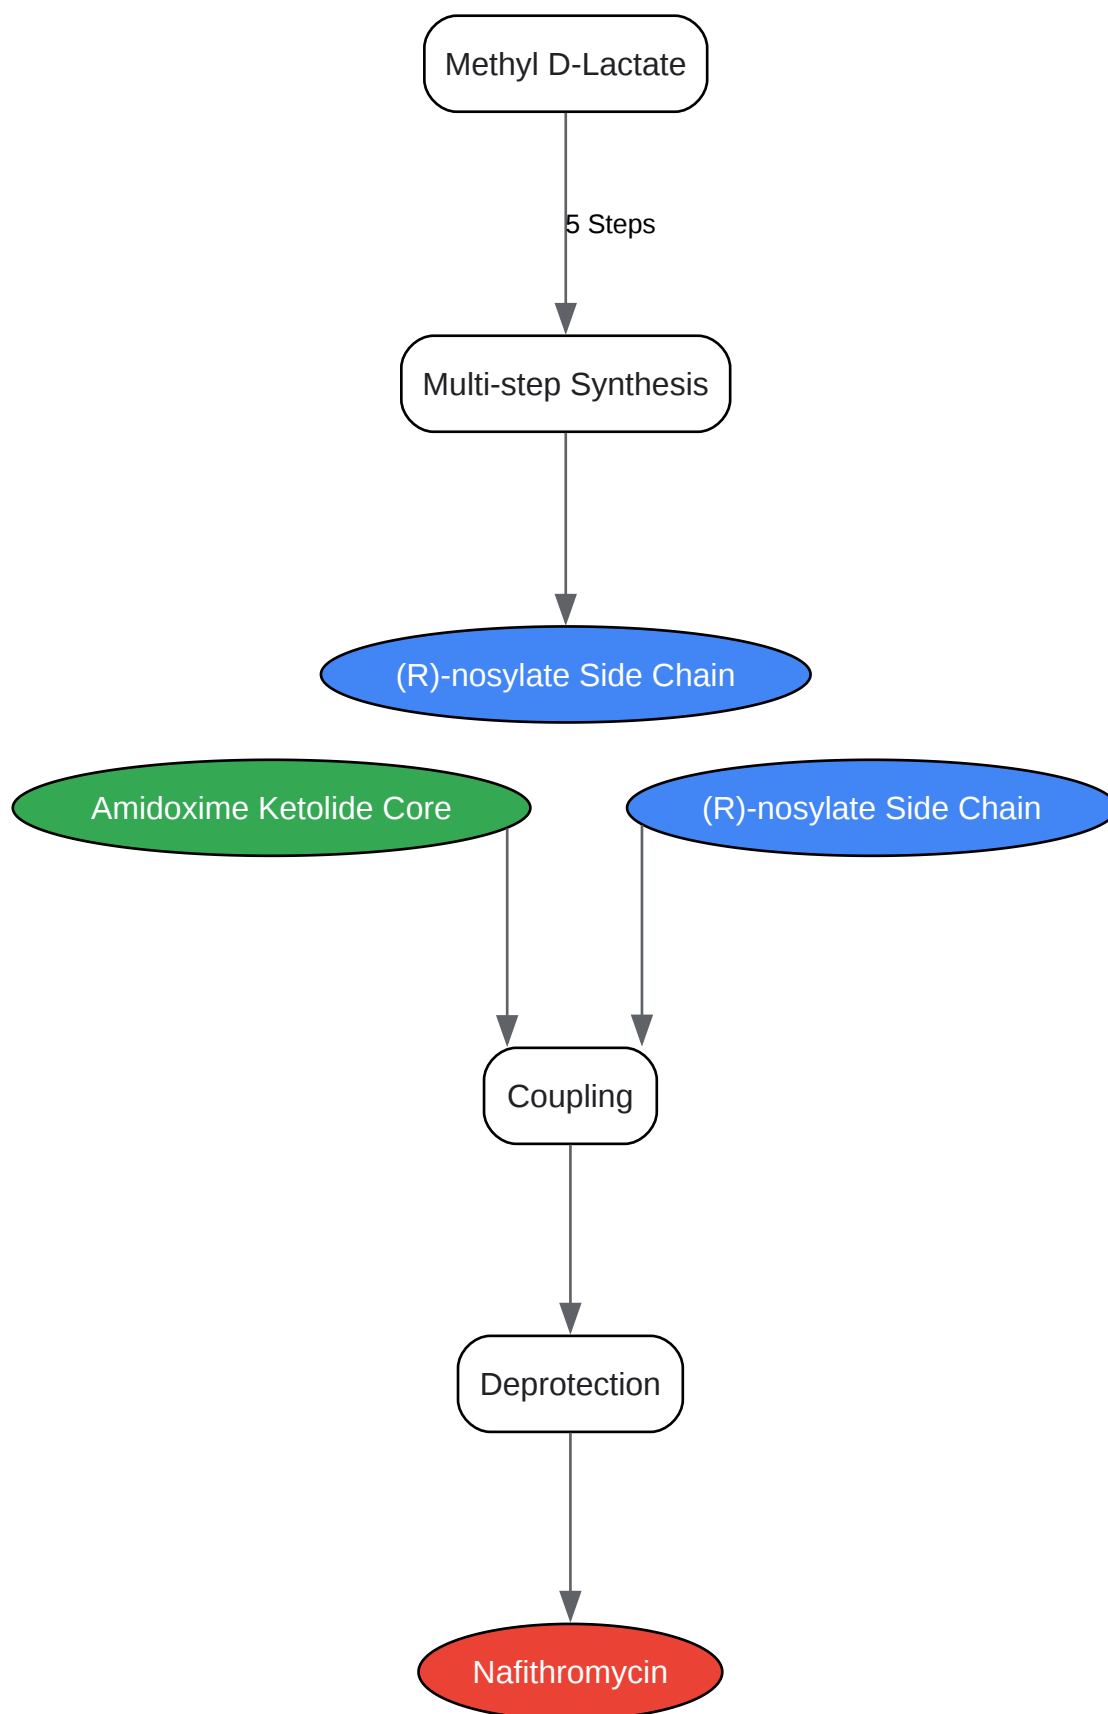 Methyl D-Lactate
5 Steps
Multi-step Synthesis
(R)-nosylate Side Chain
Amidoxime Ketolide Core
(R)-nosylate Side Chain
Coupling
Deprotection
Nafithromycin